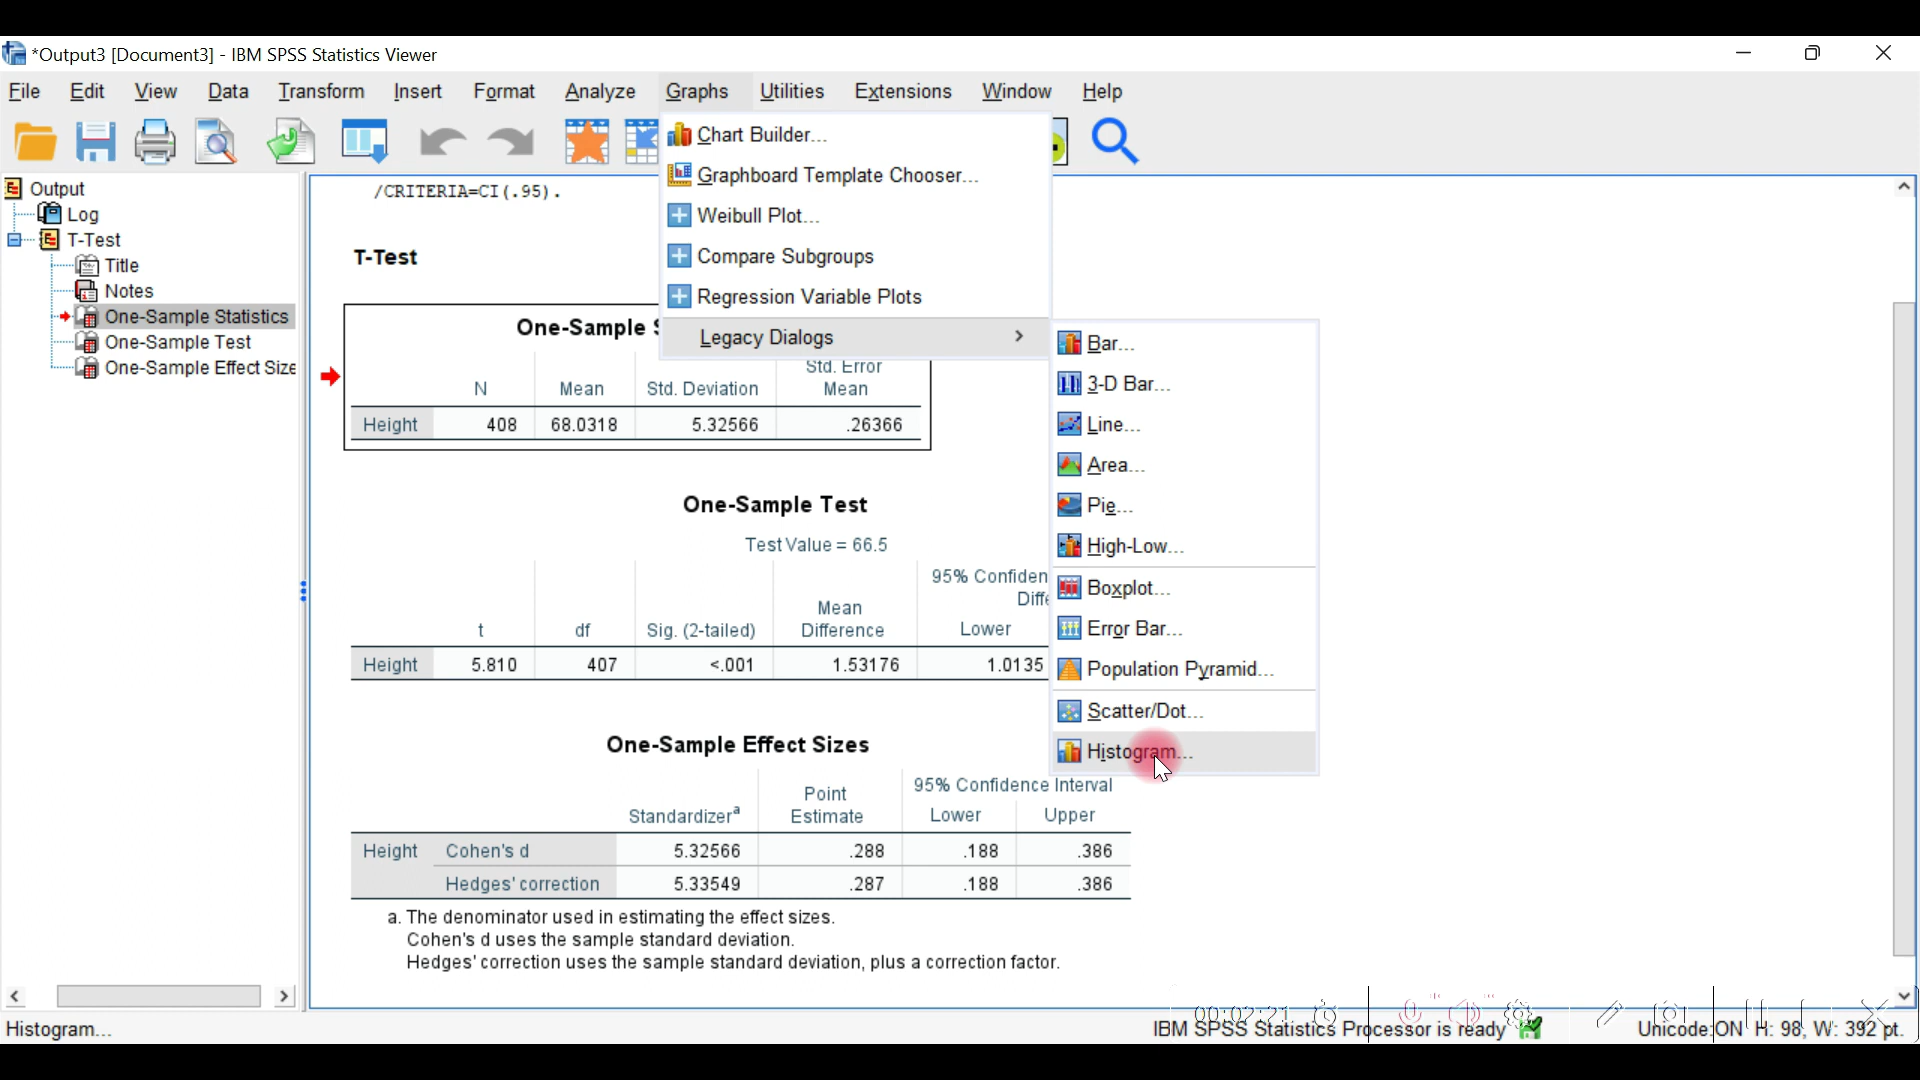 *Output3 [Document3] - IBM SPSS Statistics Viewer
File Edit View Data Transform Insert Format Analyze Graphs Utilities Extensions Window Help
Output
Log
T-Test
Title
Notes
One-Sample Statistics
One-Sample Test
One-Sample Effect Size
/CRITERIA=CI(.95).
T-Test
One-Sample
Std. Error
N Mean Std. Deviation Mean
Height 408 68.0318 5.32566 .26366
One-Sample Test
Test Value = 66.5
95% Confiden
Diffe
Mean
t df Sig. (2-tailed) Difference Lower
Height 5.810 407 <.001 1.53176 1.0135
One-Sample Effect Sizes
Point 95% Confidence Interval
Standardizer a Estimate Lower Upper
Height Cohen's d 5.32566 .288 .188 .386
Hedges' correction 5.33549 .287 .188 .386
a. The denominator used in estimating the effect sizes.
Cohen's d uses the sample standard deviation.
Hedges' correction uses the sample standard deviation, plus a correction factor.
Chart Builder...
Graphboard Template Chooser...
Weibull Plot...
Compare Subgroups
Regression Variable Plots
Legacy Dialogs
Bar...
3-D Bar...
Line...
Area...
Pie...
High-Low...
Boxplot...
Error Bar...
Population Pyramid...
Scatter/Dot...
Histogram...
00:02:21
Histogram... IBM SPSS Statistics Processor is ready Unicode:ON H: 98, W: 392 pt.